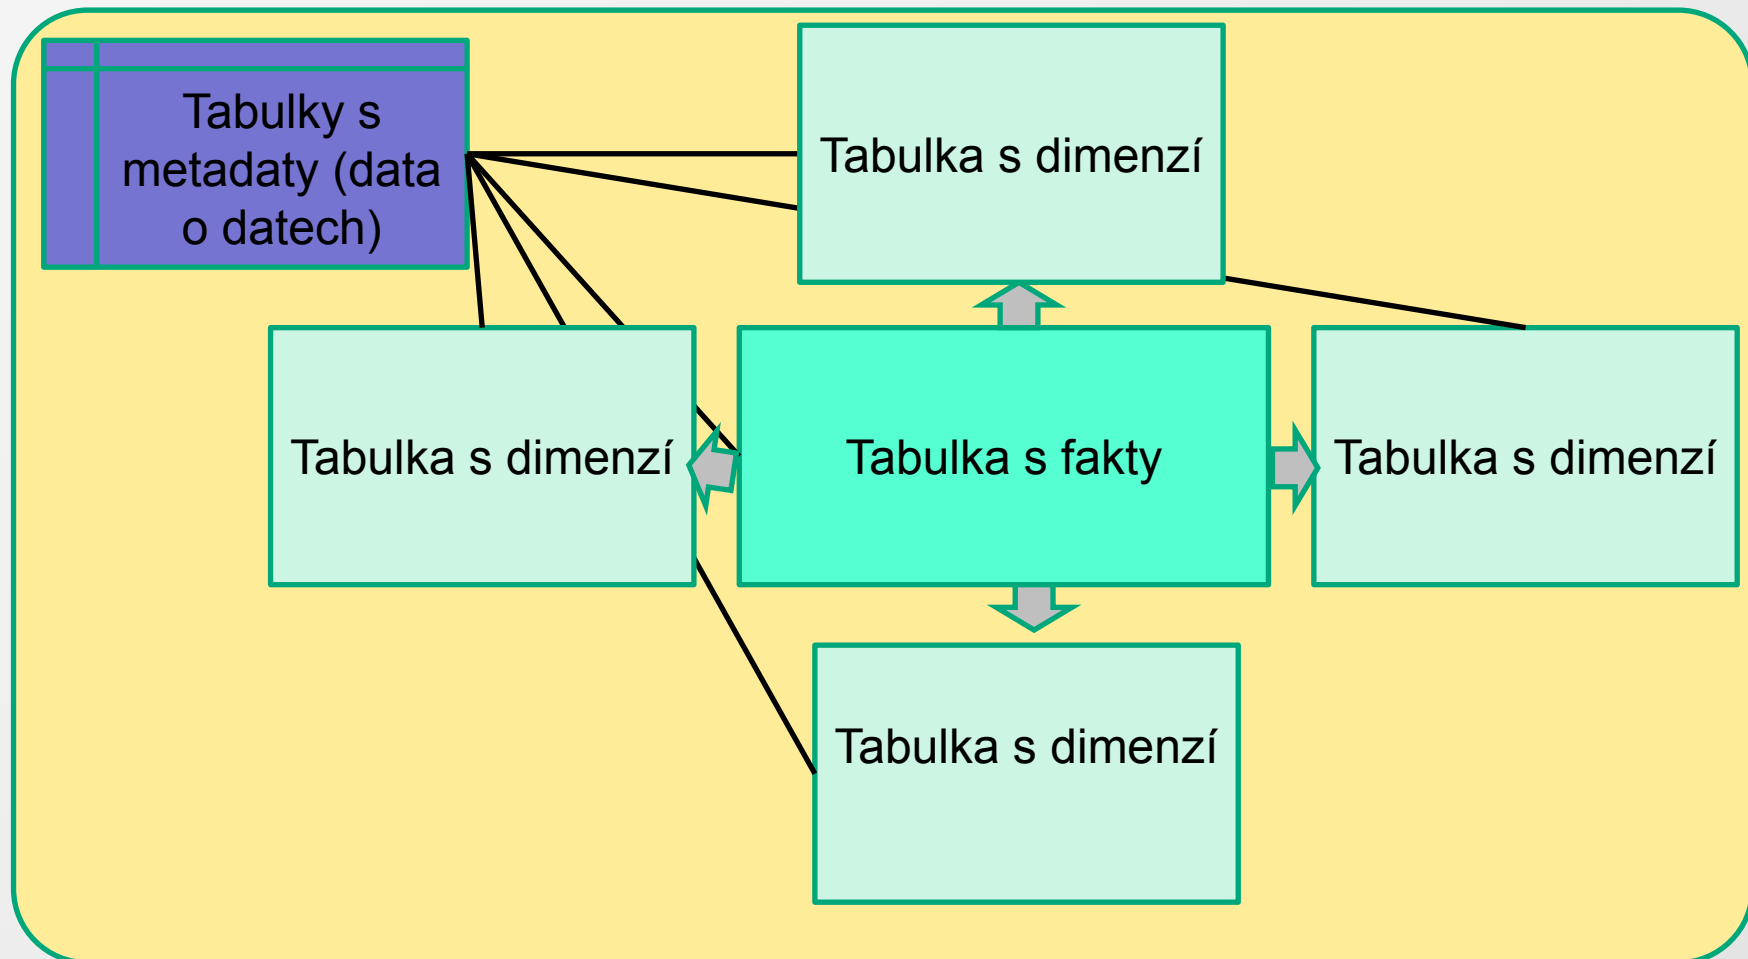 Tabulky s
metadaty (data
o datech)
Tabulka s dimenzí
Tabulka s dimenzí
Tabulka s fakty
Tabulka s dimenzí
Tabulka s dimenzí